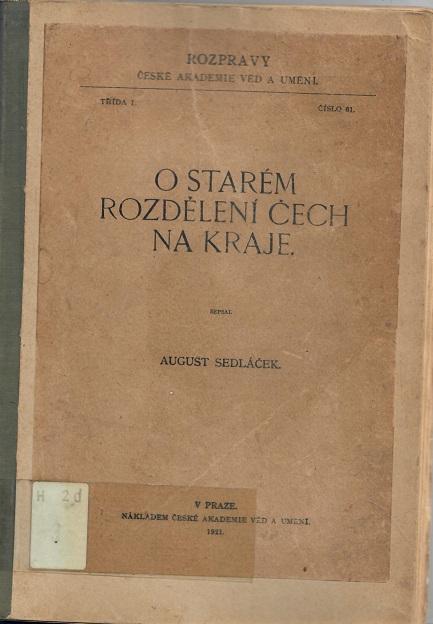 ROZPRAVY
ČESKÉ AKADEMIE VĚD A UMĚNÍ.
TŘÍDA I. ČÍSLO 61.
O STARÉM
ROZDĚLENÍ ČECH
NA KRAJE.
SEPSAL
AUGUST SEDLÁČEK.
H 2d
V PRAZE.
NÁKLADEM ČESKÉ AKADEMIE VĚD A UMĚNÍ.
1921.